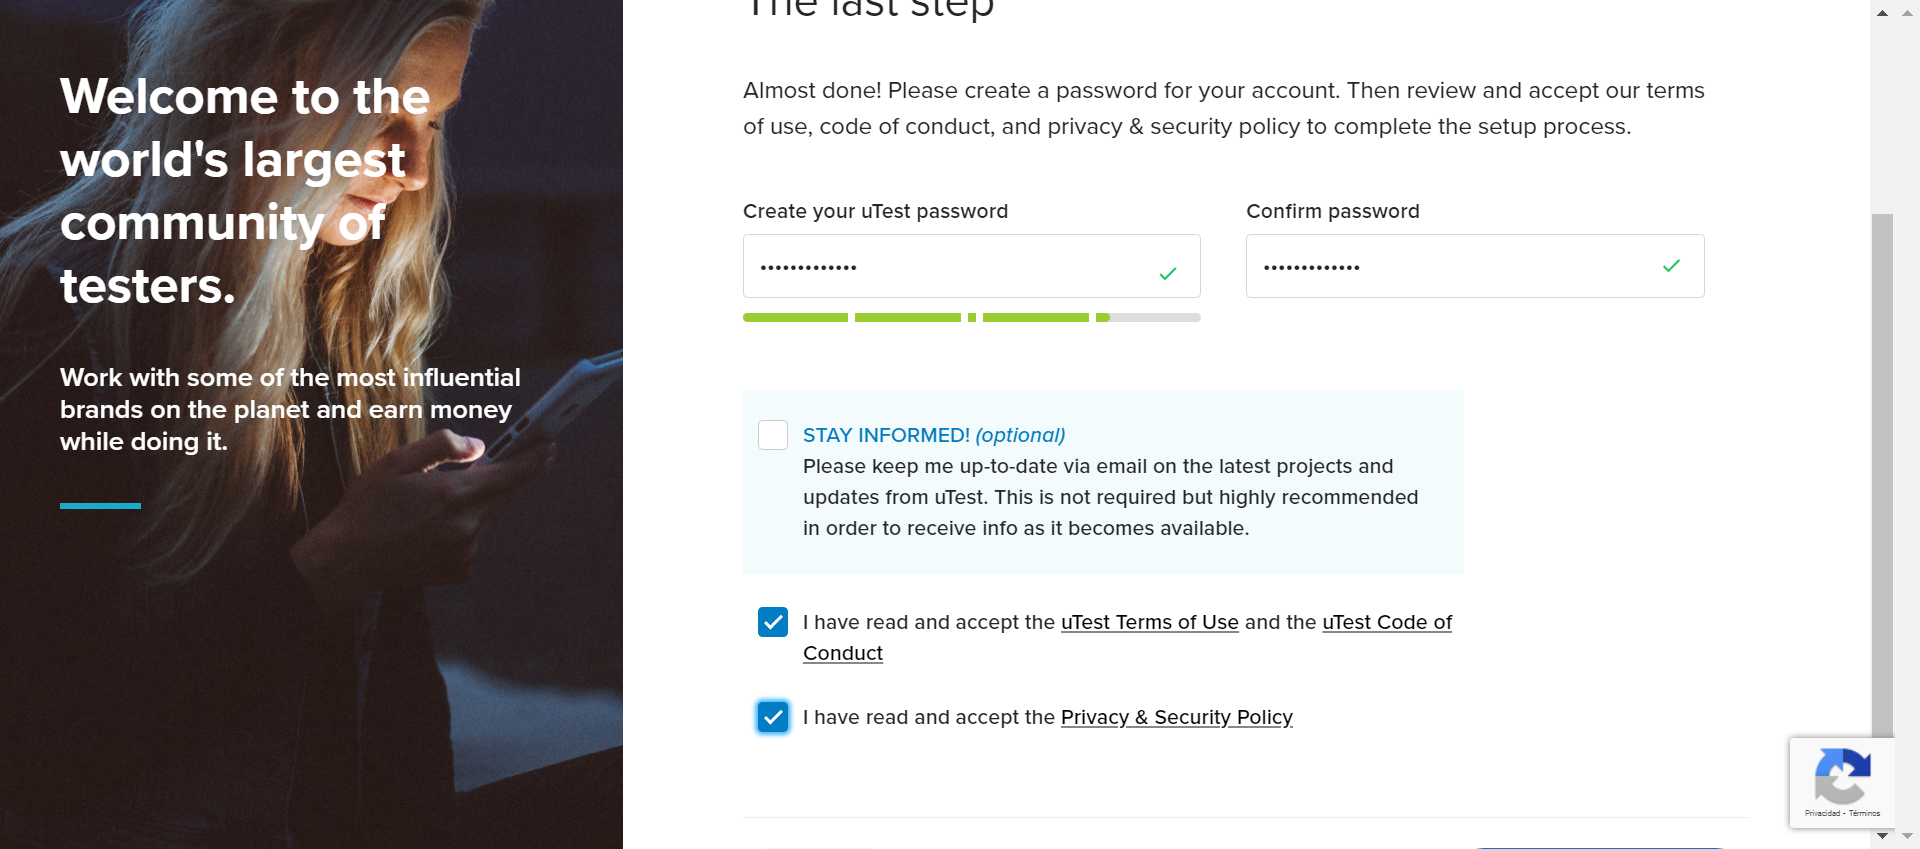 Welcome to the
world's largest
community of
testers.
Work with some of the most influential
brands on the planet and earn money
while doing it.
The last step
Almost done! Please create a password for your account. Then review and accept our terms
of use, code of conduct, and privacy & security policy to complete the setup process.
Create your uTest password
Confirm password
•••••••••••••
•••••••••••••
STAY INFORMED! (optional)
Please keep me up-to-date via email on the latest projects and
updates from uTest. This is not required but highly recommended
in order to receive info as it becomes available.
I have read and accept the uTest Terms of Use and the uTest Code of
Conduct
I have read and accept the Privacy & Security Policy
Privacidad - Términos